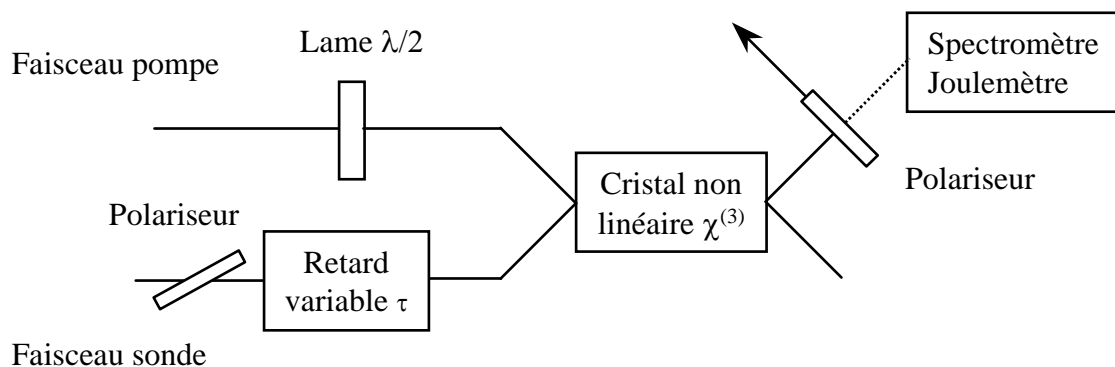 Lame λ/2
Faisceau pompe
Spectromètre
Joulemètre
Polariseur
Cristal non
linéaire χ(3)
Polariseur
Retard
variable τ
Faisceau sonde